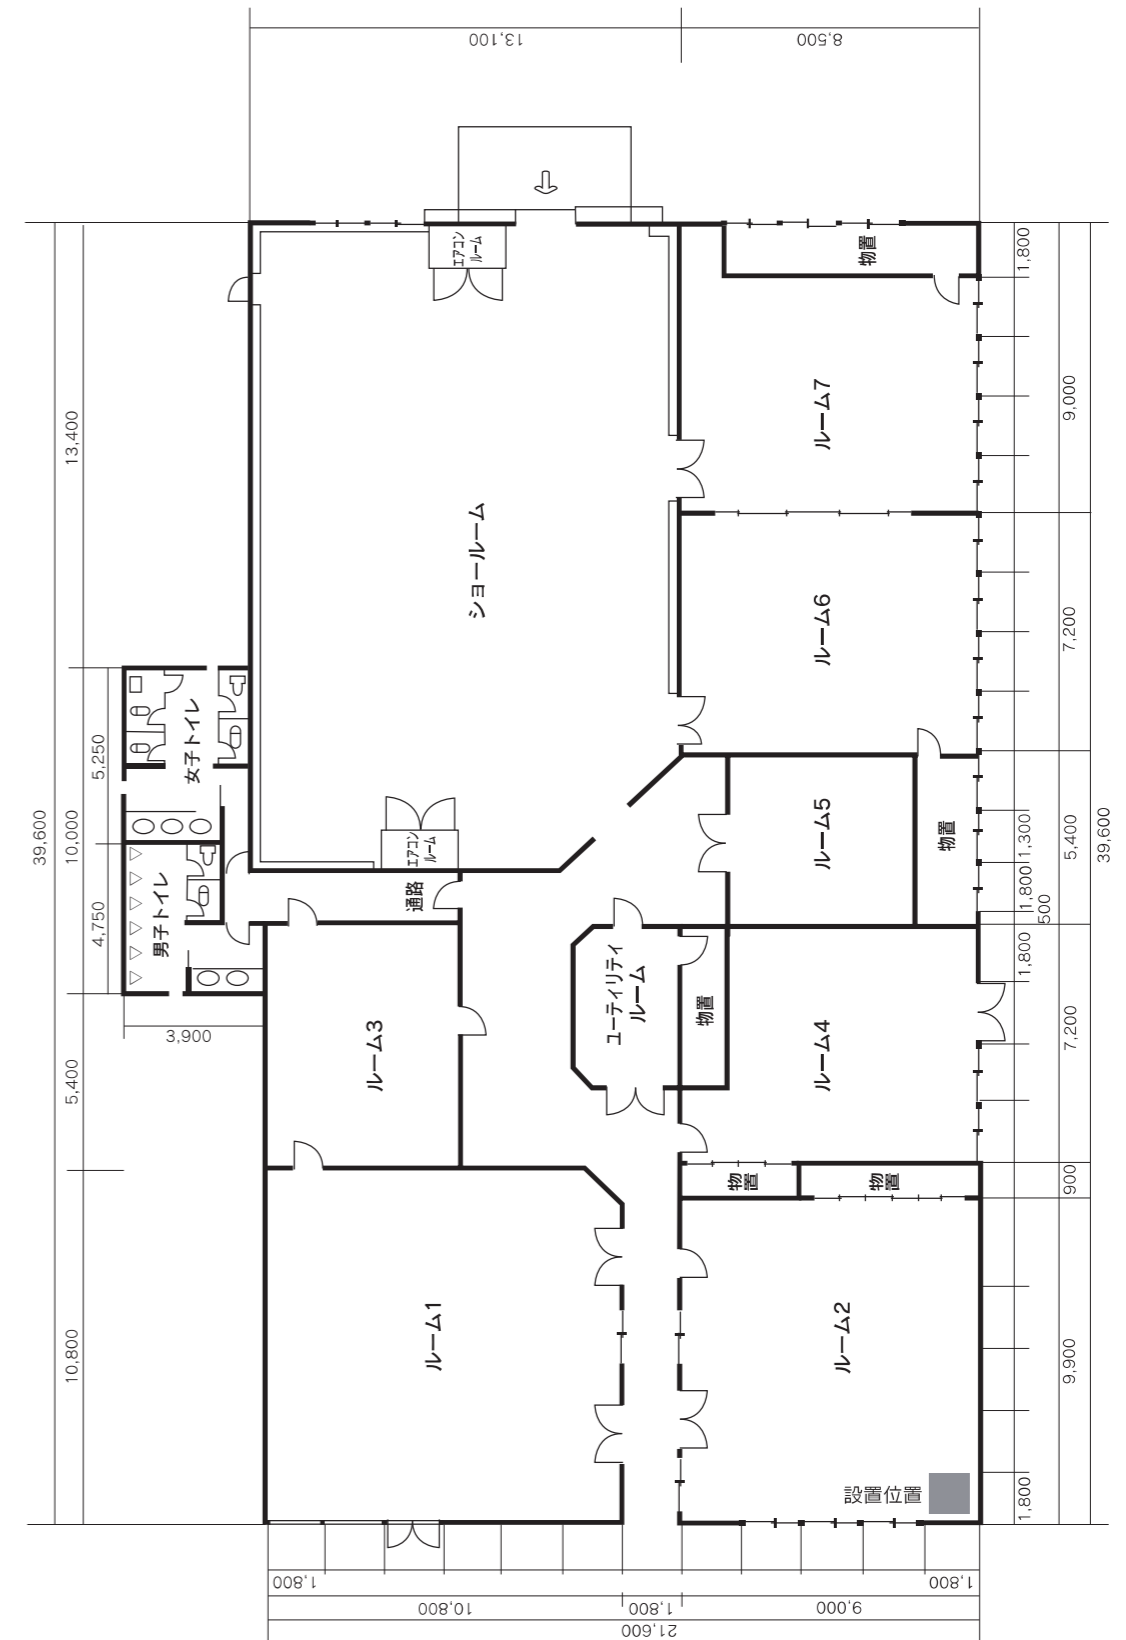 13,100
8,500
エアコン
ルーム
物置
1,800
ルーム7
9,000
13,400
ショールーム
ルーム6
7,200
女子トイレ
5,250
39,600
10,000
エアコン
ルーム
ルーム5
物置
1,300
5,400
39,600
1,800
500
通路
男子トイレ
4,750
ユーティリティ
ルーム
物置
1,800
3,900
ルーム3
ルーム4
7,200
5,400
物置
物置
900
ルーム1
ルーム2
10,800
9,900
設置位置
1,800
1,800
1,800
10,800
1,800
9,000
21,600